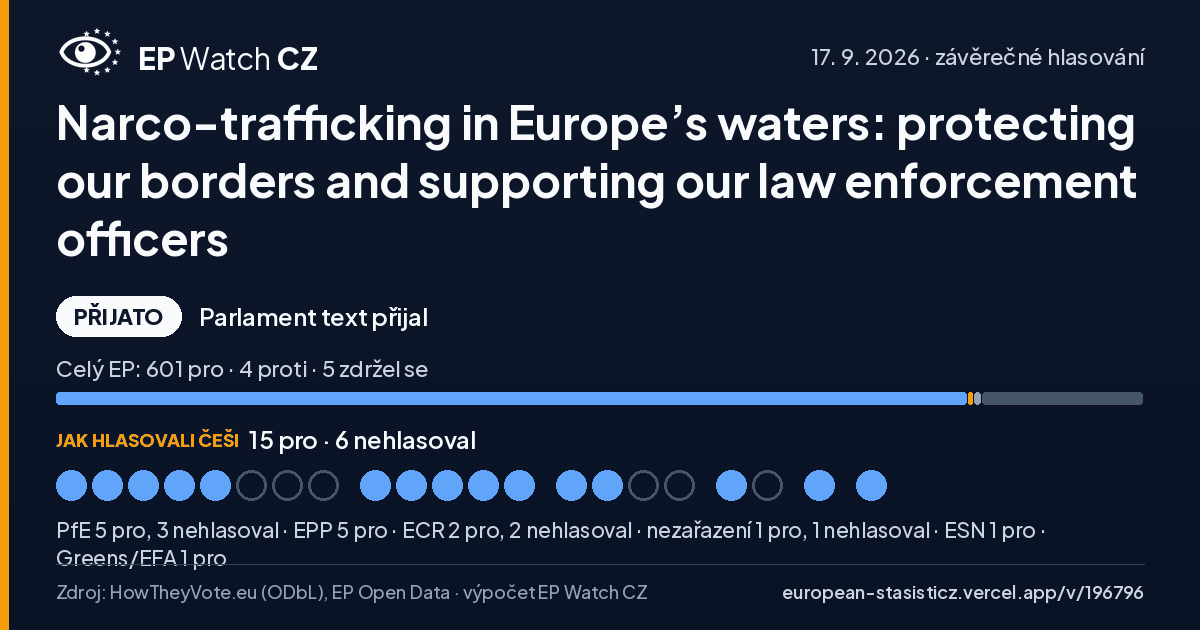 EP Watch CZ
17. 9. 2026 · závěrečné hlasování
Narco-trafficking in Europe’s waters: protecting
our borders and supporting our law enforcement
officers
PŘIJATO Parlament text přijal
Celý EP: 601 pro · 4 proti · 5 zdržel se
JAK HLASOVALI ČEŠI 15 pro · 6 nehlasoval
PfE 5 pro, 3 nehlasoval · EPP 5 pro · ECR 2 pro, 2 nehlasoval · nezařazení 1 pro, 1 nehlasoval · ESN 1 pro ·
Greens/EFA 1 pro
Zdroj: HowTheyVote.eu (ODbL), EP Open Data · výpočet EP Watch CZ
european-stasisticz.vercel.app/v/196796